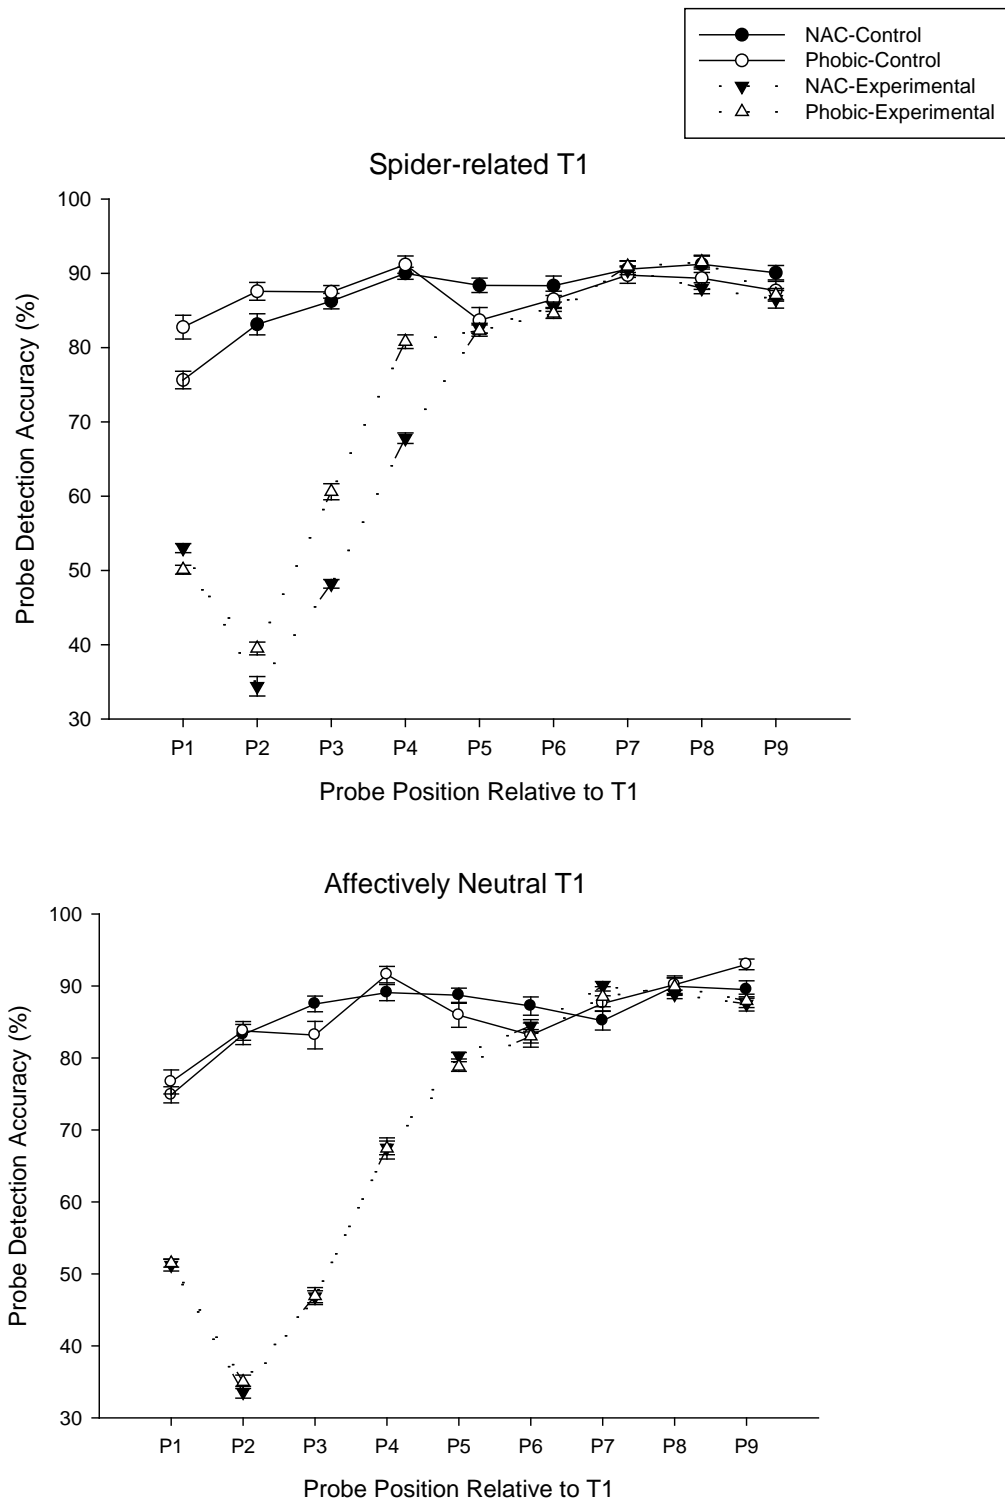 NAC-Control
Phobic-Control
NAC-Experimental
Phobic-Experimental
Spider-related T1
100
90
80
70
60
50
40
30
Probe Detection Accuracy (%)
P1 P2 P3 P4 P5 P6 P7 P8 P9
Probe Position Relative to T1
Affectively Neutral T1
100
90
80
70
60
50
40
30
Probe Detection Accuracy (%)
P1 P2 P3 P4 P5 P6 P7 P8 P9
Probe Position Relative to T1